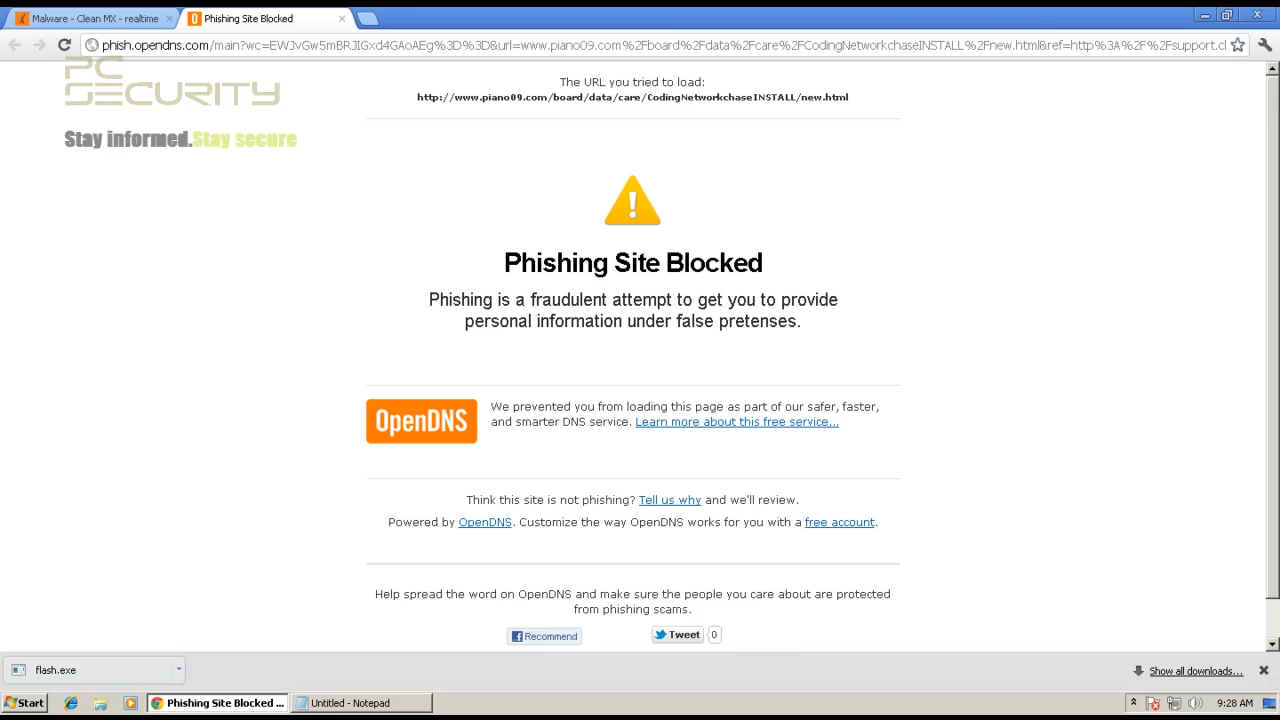 Malware - Clean MX - realtime
Phishing Site Blocked
phish.opendns.com/main?wc=EWJvGw5mBRJIGxd4GAoAEg%3D%3D&url=www.piano09.com%2Fboard%2Fdata%2Fcare%2FCodingNetworkchaseINSTALL%2Fnew.html&ref=http%3A%2F%2Fsupport.cl
PC
SECURITY
Stay informed.Stay secure
The URL you tried to load:
http://www.piano09.com/board/data/care/CodingNetworkchaseINSTALL/new.html
Phishing Site Blocked
Phishing is a fraudulent attempt to get you to provide
personal information under false pretenses.
OpenDNS
We prevented you from loading this page as part of our safer, faster,
and smarter DNS service. Learn more about this free service...
Think this site is not phishing? Tell us why and we'll review.
Powered by OpenDNS. Customize the way OpenDNS works for you with a free account.
Help spread the word on OpenDNS and make sure the people you care about are protected
from phishing scams.
Recommend
Tweet 0
flash.exe
Show all downloads...
Start
Phishing Site Blocked ...
Untitled - Notepad
9:28 AM